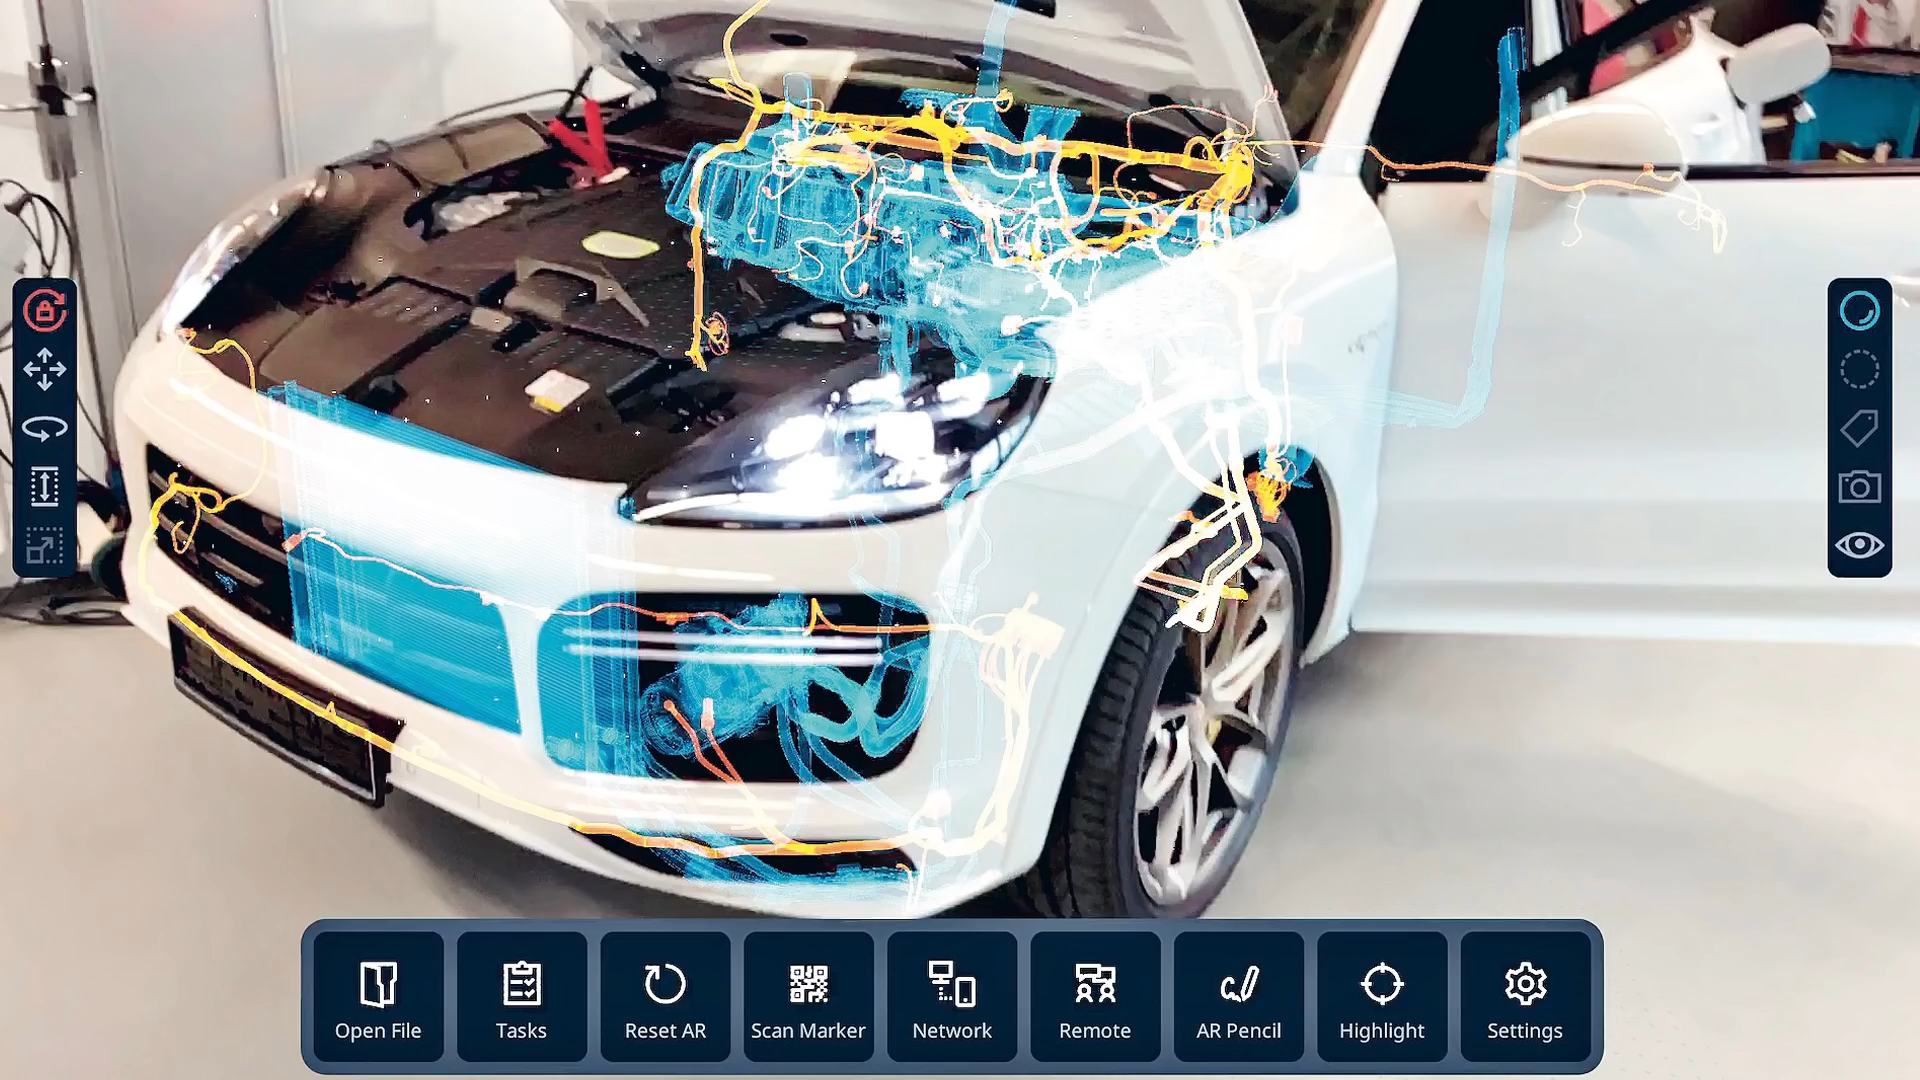 Open File
Tasks
Reset AR
Scan Marker
Network
Remote
AR Pencil
Highlight
Settings